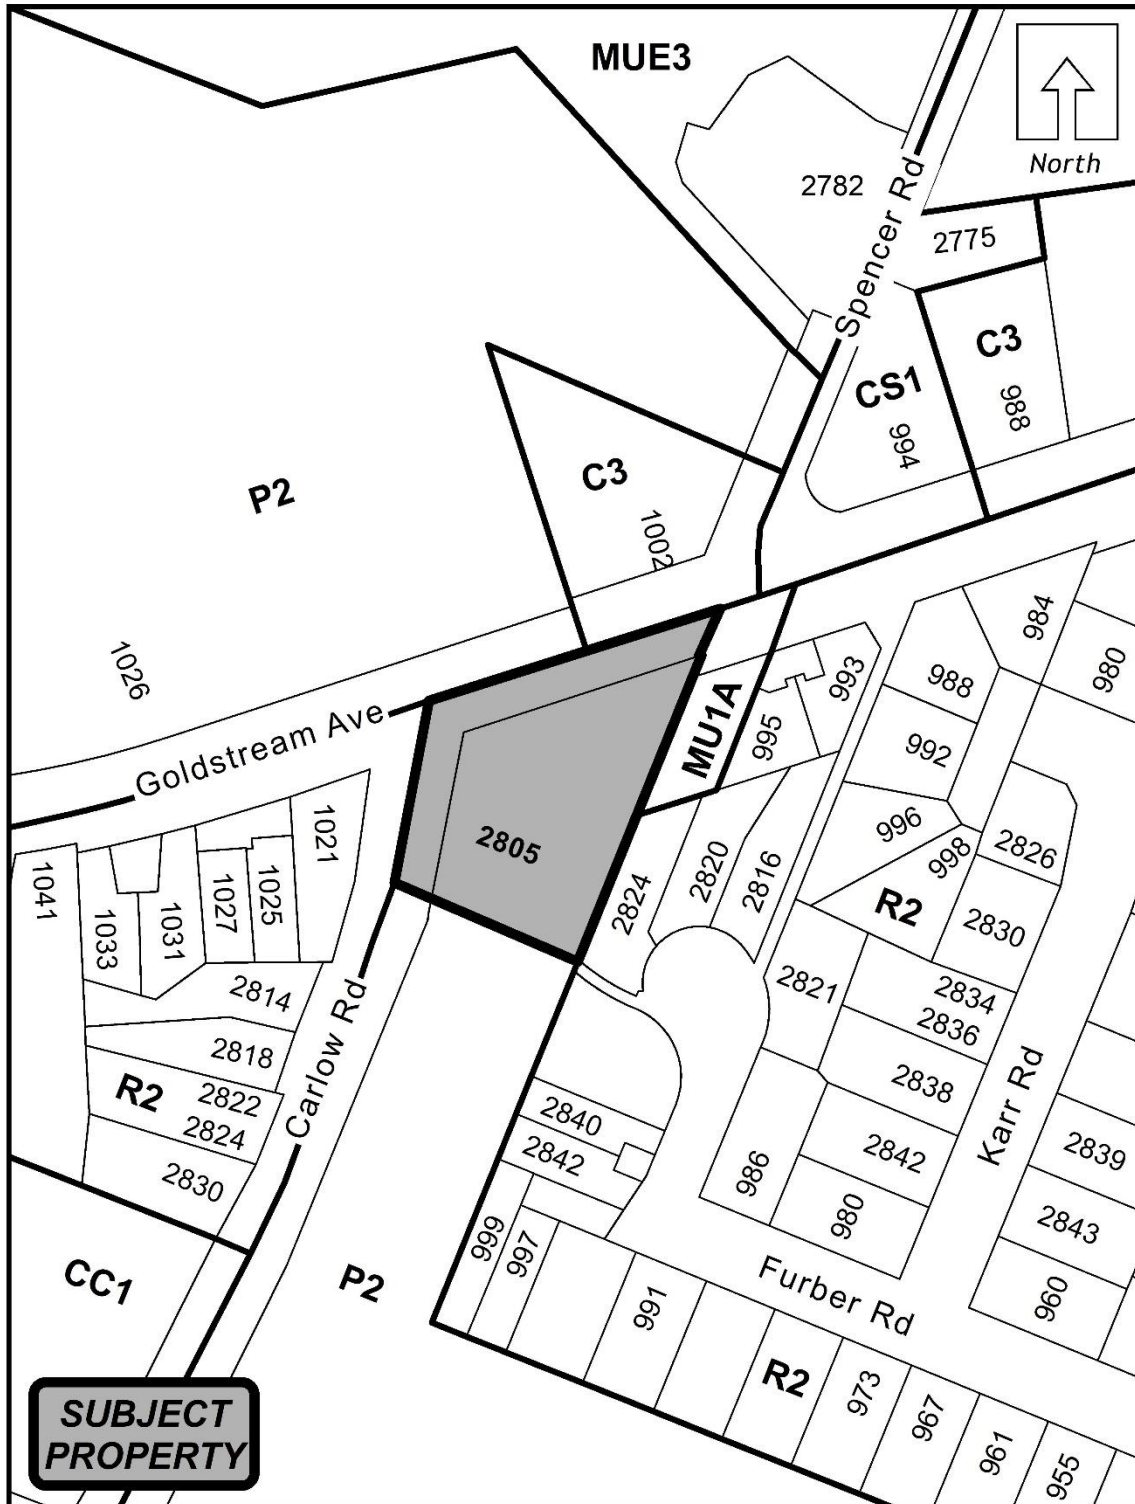 MUE3
North
2782
Spencer Rd
2775
C3
988
CS1
994
C3
1002
P2
1026
984
980
988
993
MU1A
995
992
Goldstream Ave
996
998
2826
2805
1021
1025
1027
1031
1033
1041
2824
2820
2816
R2
2830
2821
2834
2836
2814
2818
R2
2822
2824
2830
Carlow Rd
2838
Karr Rd
2840
2842
2842
2839
986
980
2843
999
997
960
CC1
P2
Furber Rd
991
R2
973
967
961
955
SUBJECT
PROPERTY